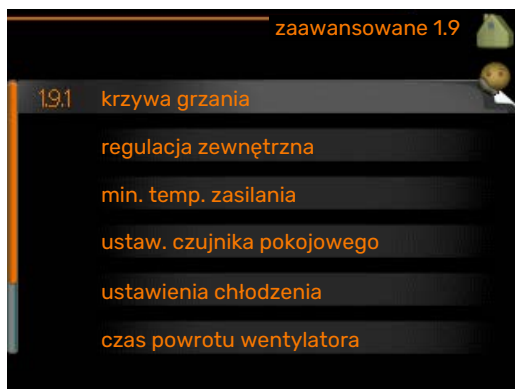 zaawansowane 1.9
1.9.1 krzywa grzania
regulacja zewnętrzna
min. temp. zasilania
ustaw. czujnika pokojowego
ustawienia chłodzenia
czas powrotu wentylatora